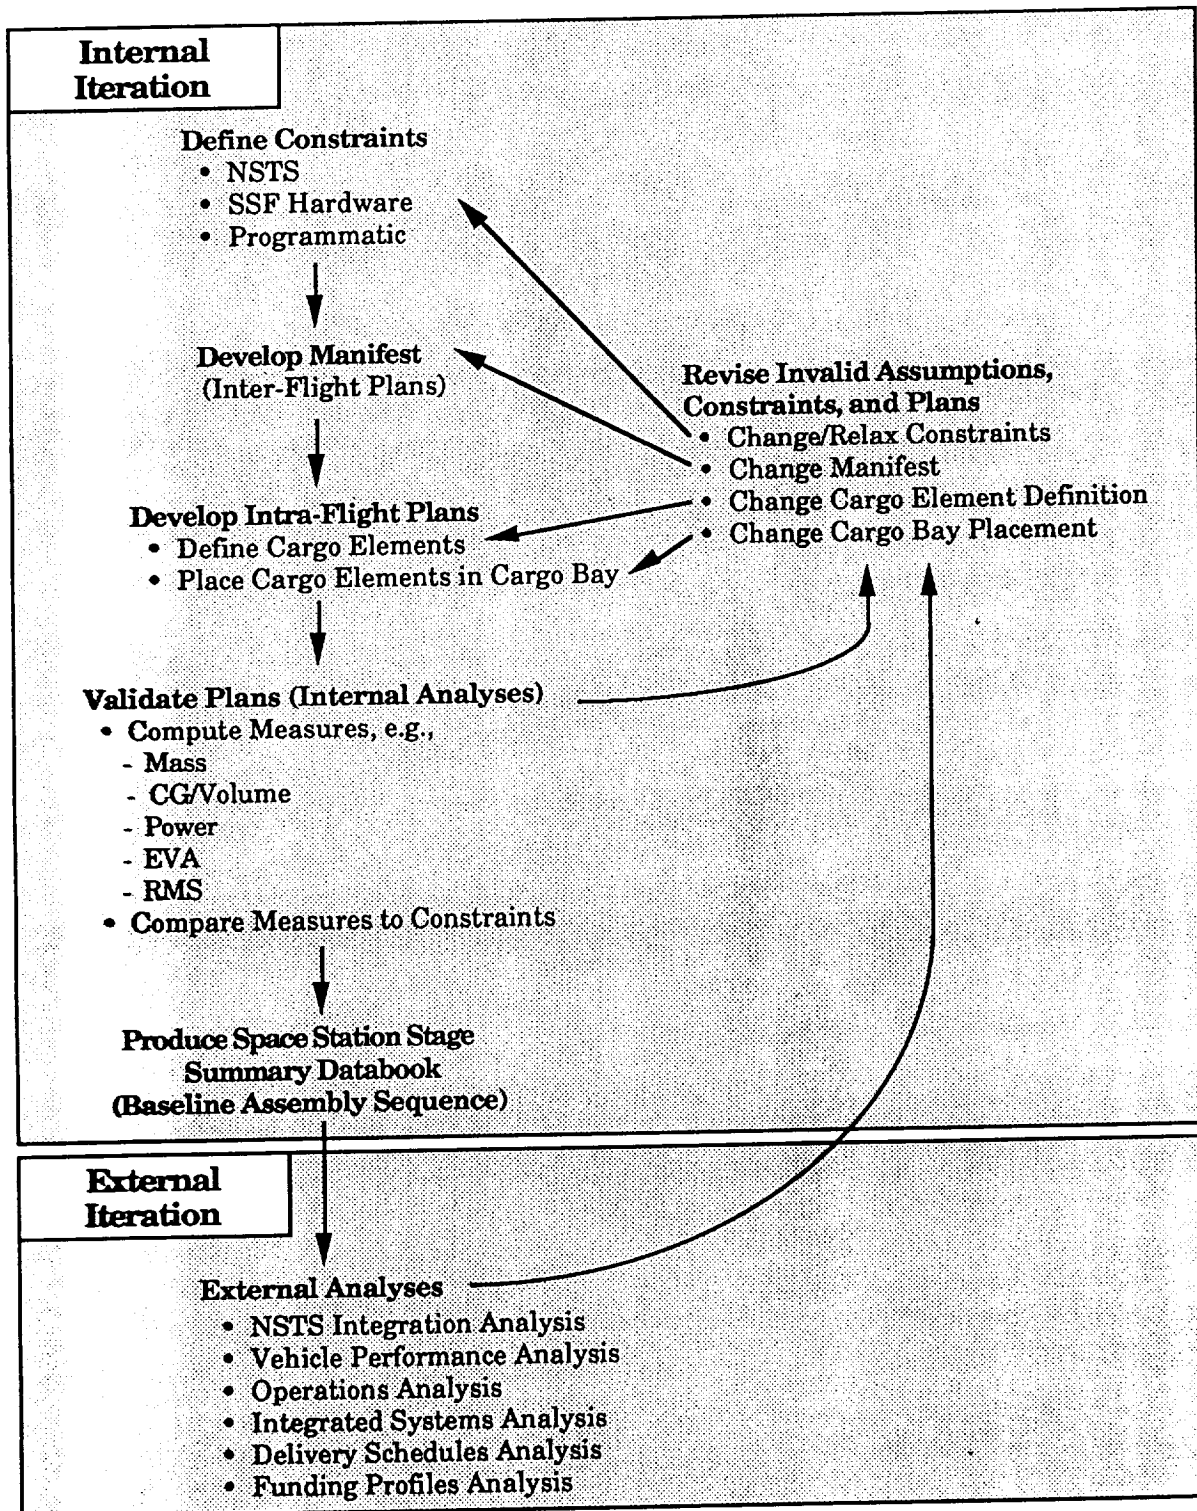 Internal
Iteration
Define Constraints
• NSTS
• SSF Hardware
• Programmatic
Develop Manifest
(Inter-Flight Plans)
Revise Invalid Assumptions,
Constraints, and Plans
• Change/Relax Constraints
• Change Manifest
• Change Cargo Element Definition
• Change Cargo Bay Placement
Develop Intra-Flight Plans
• Define Cargo Elements
• Place Cargo Elements in Cargo Bay
Validate Plans (Internal Analyses)
• Compute Measures, e.g.,
- Mass
- CG/Volume
- Power
- EVA
- RMS
• Compare Measures to Constraints
Produce Space Station Stage
Summary Databook
(Baseline Assembly Sequence)
External
Iteration
External Analyses
• NSTS Integration Analysis
• Vehicle Performance Analysis
• Operations Analysis
• Integrated Systems Analysis
• Delivery Schedules Analysis
• Funding Profiles Analysis